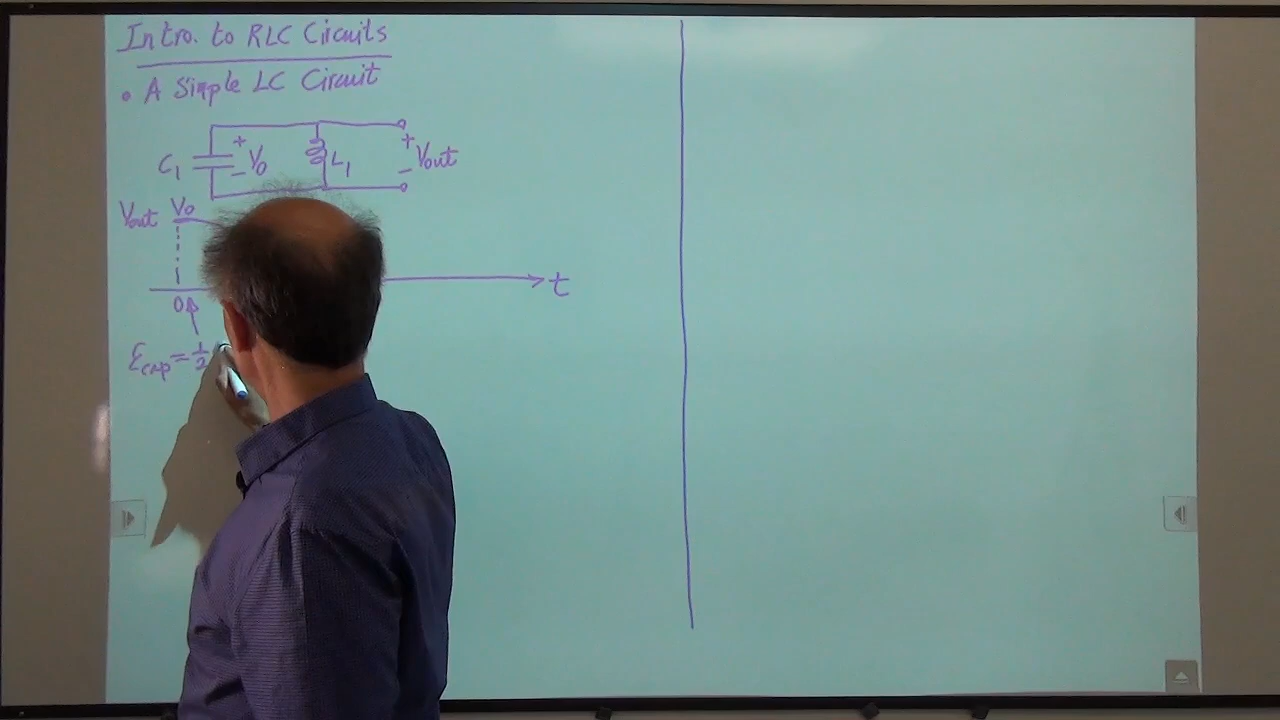 Intro. to RLC Circuits
• A Simple LC Circuit
C1 + V0 - L1 + Vout -
Vout V0
0 t
Ecap = 1/2